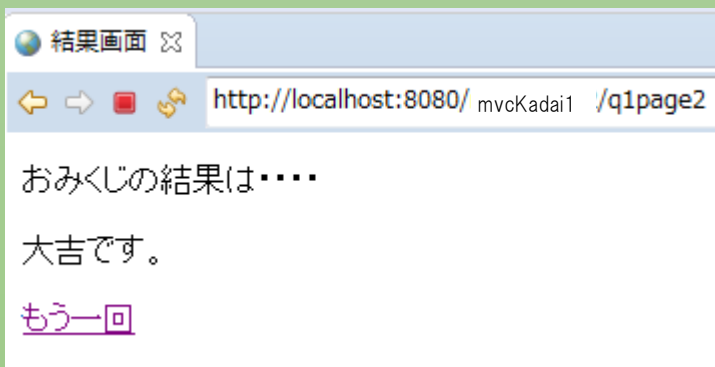 結果画面
http://localhost:8080/ mvcKadai1 /q1page2
おみくじの結果は････
大吉です。
もう一回